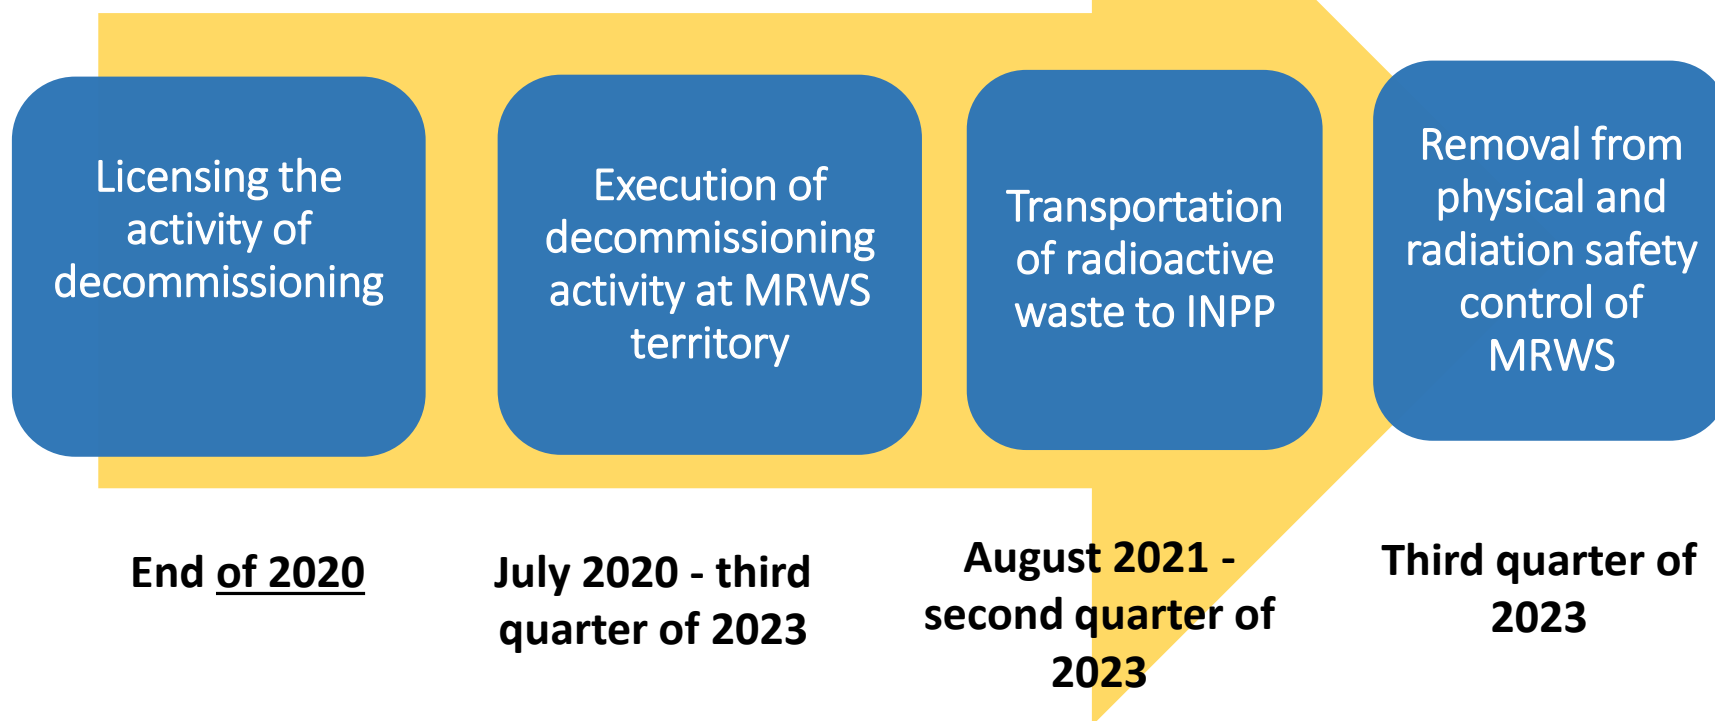 Licensing the
activity of
decommissioning
Execution of
decommissioning
activity at MRWS
territory
Transportation
of radioactive
waste to INPP
Removal from
physical and
radiation safety
control of
MRWS
End of 2020
July 2020 - third
quarter of 2023
August 2021 -
second quarter of
2023
Third quarter of
2023